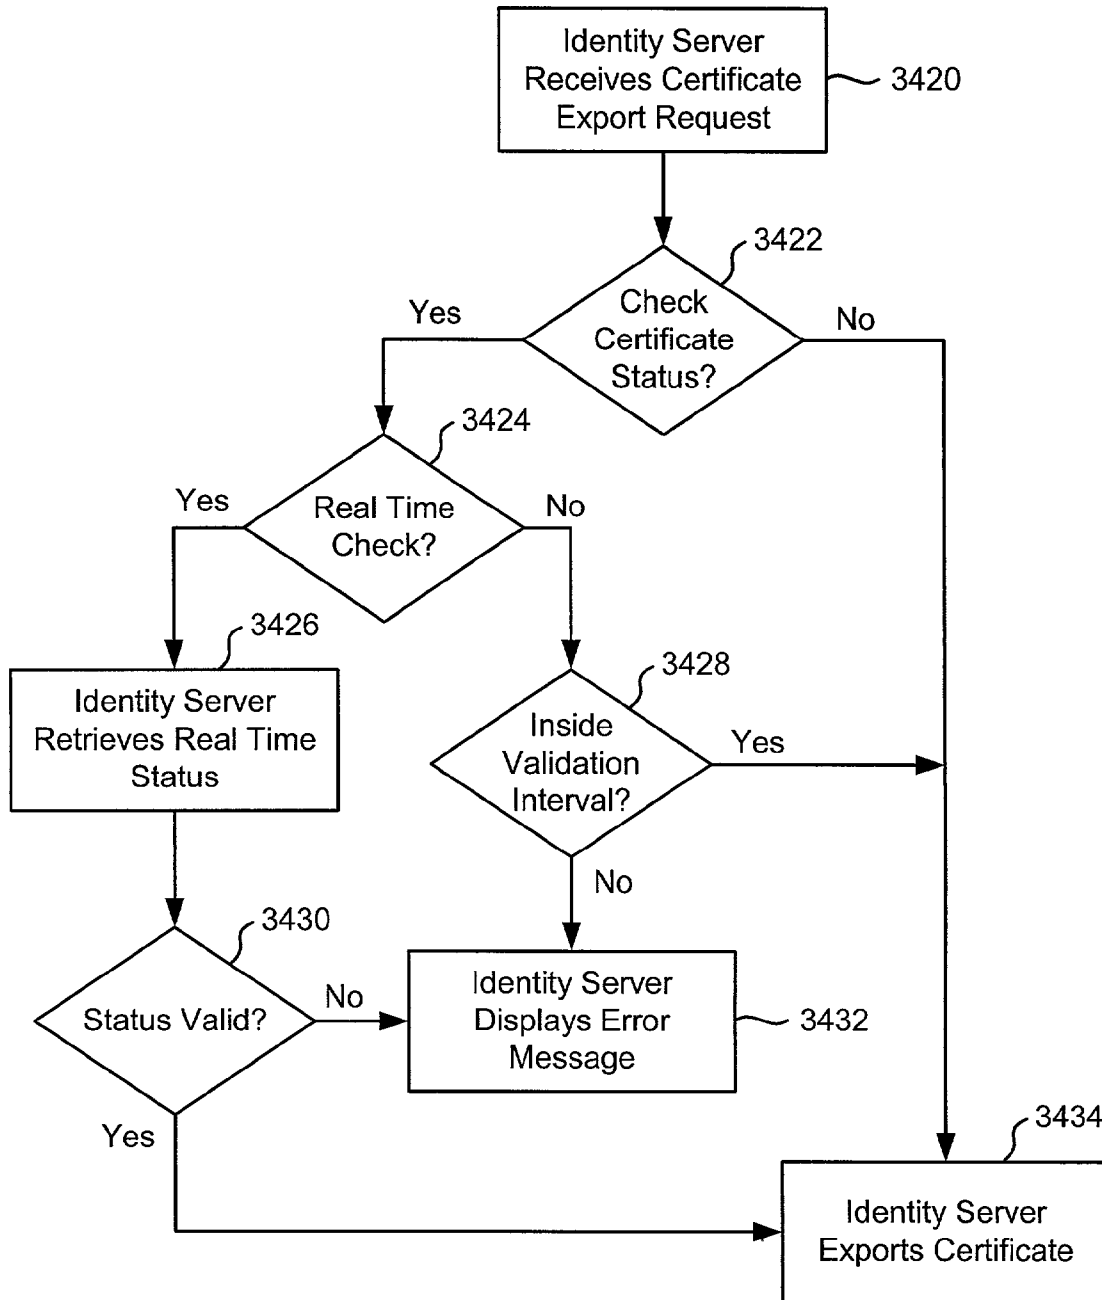 Identity Server
Receives Certificate
Export Request
3420
3422
Check
Certificate
Status?
Yes
No
3424
Real Time
Check?
Yes
No
3426
Identity Server
Retrieves Real Time
Status
3428
Inside
Validation
Interval?
Yes
No
3430
Status Valid?
No
Yes
Identity Server
Displays Error
Message
3432
3434
Identity Server
Exports Certificate